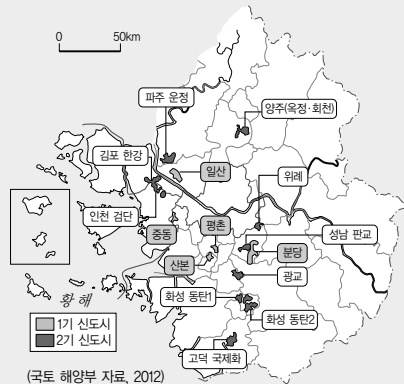 0 50km
파주 운정
양주(옥정·회천)
김포 한강
일산
위례
인천 검단
중동
평촌
성남 판교
분당
산본
광교
황해
화성 동탄1
1기 신도시
2기 신도시
화성 동탄2
고덕 국제화
(국토 해양부 자료, 2012)